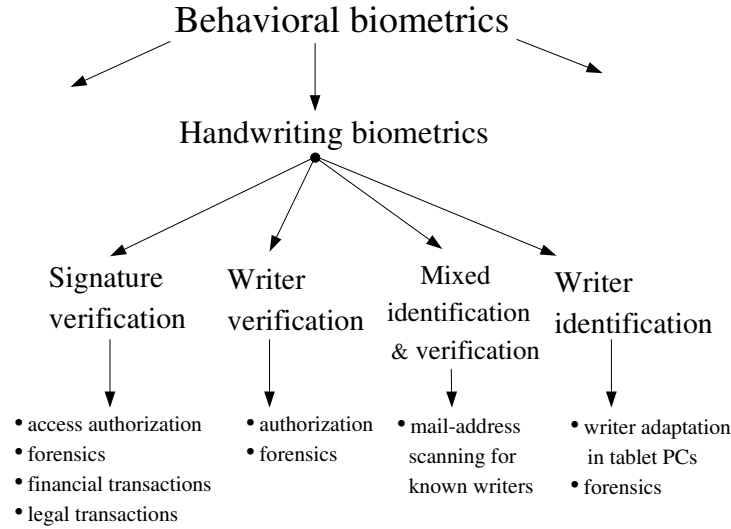 Behavioral biometrics
Handwriting biometrics
Signature
verification
Writer
verification
Mixed
identification
& verification
Writer
identification
• access authorization
• forensics
• financial transactions
• legal transactions
• authorization
• forensics
• mail-address
scanning for
known writers
• writer adaptation
in tablet PCs
• forensics